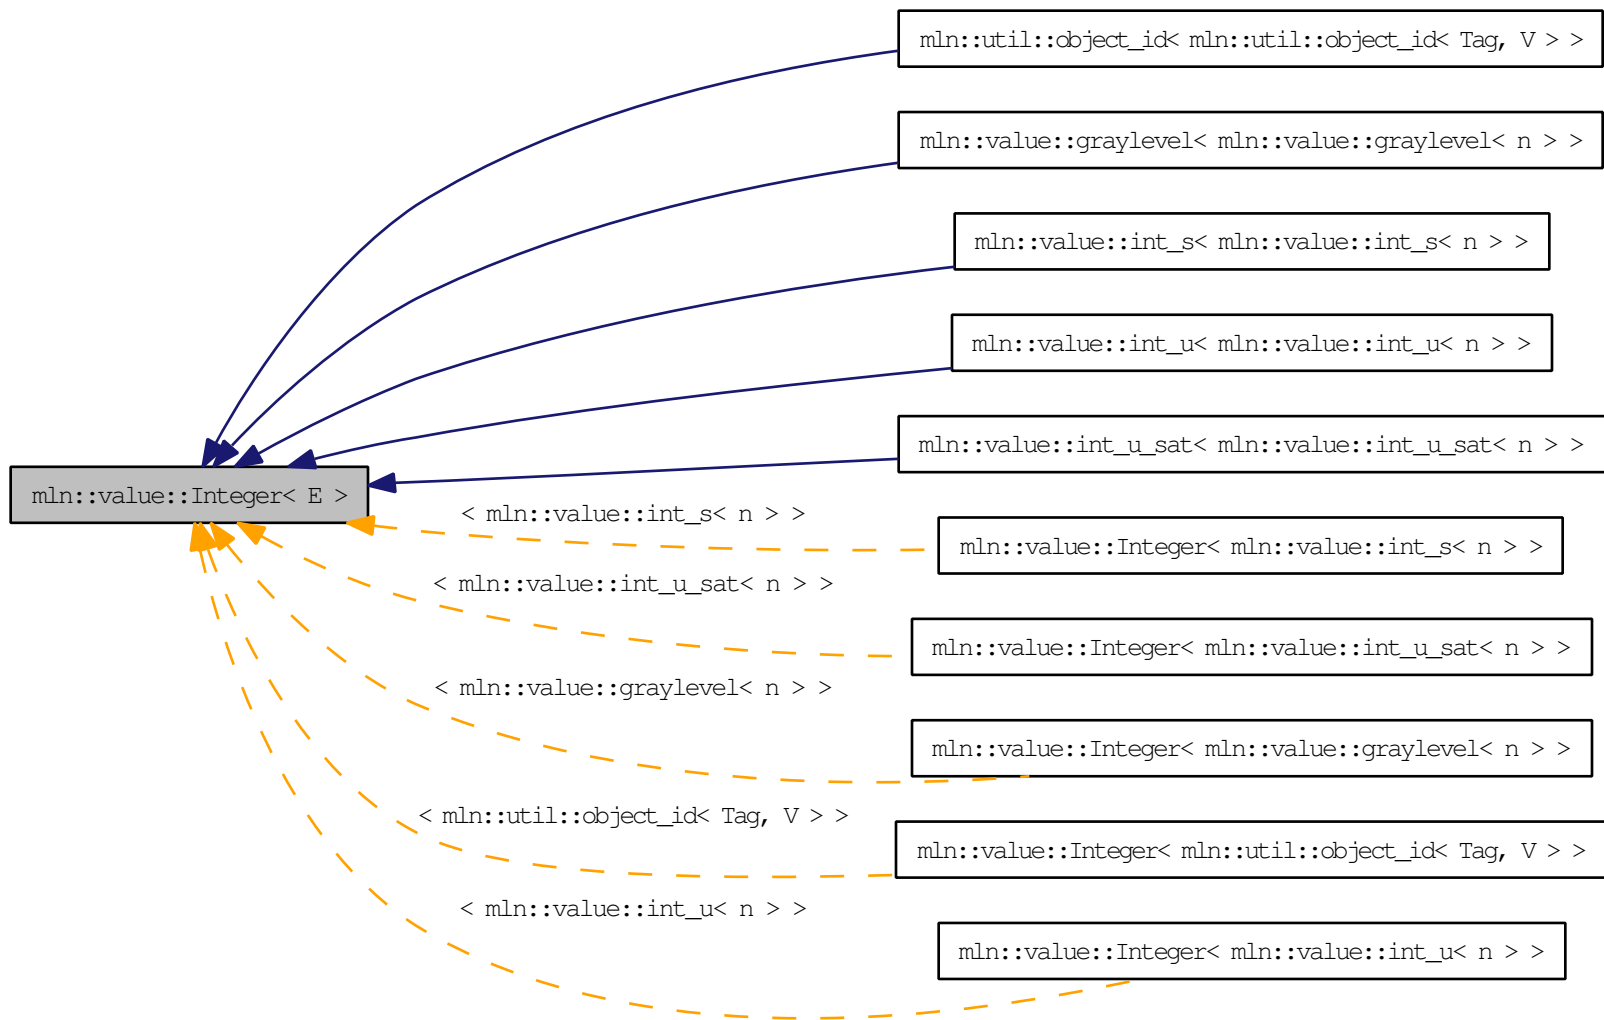 mln::util::object_id< mln::util::object_id< Tag, V > >
mln::value::graylevel< mln::value::graylevel< n > >
mln::value::int_s< mln::value::int_s< n > >
mln::value::int_u< mln::value::int_u< n > >
mln::value::int_u_sat< mln::value::int_u_sat< n > >
mln::value::Integer< E >
< mln::value::int_s< n > >
mln::value::Integer< mln::value::int_s< n > >
< mln::value::int_u_sat< n > >
mln::value::Integer< mln::value::int_u_sat< n > >
< mln::value::graylevel< n > >
mln::value::Integer< mln::value::graylevel< n > >
< mln::util::object_id< Tag, V > >
mln::value::Integer< mln::util::object_id< Tag, V > >
< mln::value::int_u< n > >
mln::value::Integer< mln::value::int_u< n > >